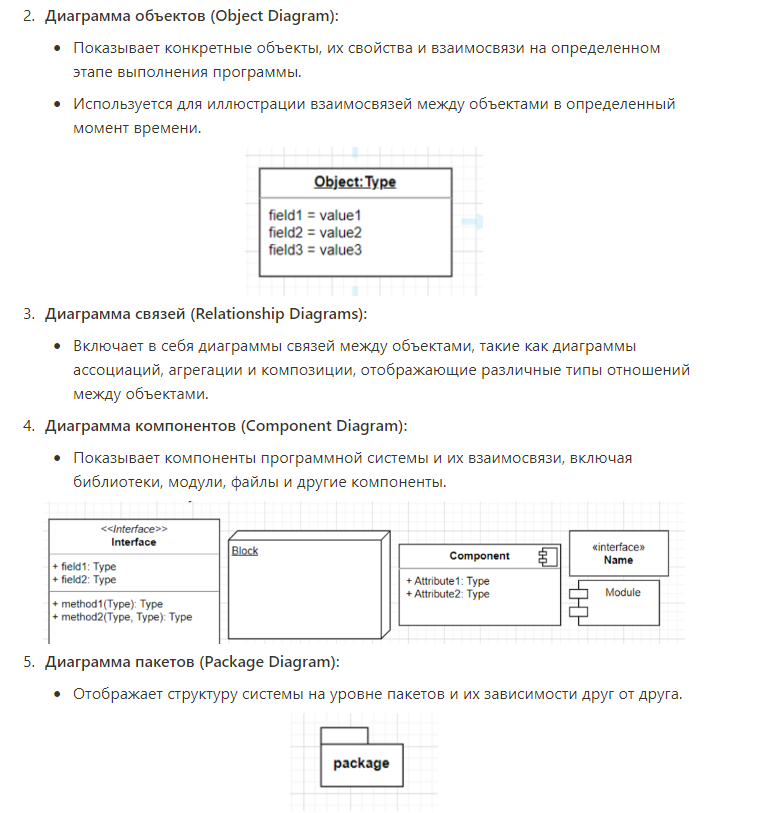 2. Диаграмма объектов (Object Diagram):
• Показывает конкретные объекты, их свойства и взаимосвязи на определенном
этапе выполнения программы.
• Используется для иллюстрации взаимосвязей между объектами в определенный
момент времени.
Object:Type
field1 = value1
field2 = value2
field3 = value3
3. Диаграмма связей (Relationship Diagrams):
• Включает в себя диаграммы связей между объектами, такие как диаграммы
ассоциаций, агрегации и композиции, отображающие различные типы отношений
между объектами.
4. Диаграмма компонентов (Component Diagram):
• Показывает компоненты программной системы и их взаимосвязи, включая
библиотеки, модули, файлы и другие компоненты.
<<Interface>>
Interface
+ field1: Type
+ field2: Type
+ method1(Type): Type
+ method2(Type, Type): Type
Block
Component
+ Attribute1: Type
+ Attribute2: Type
«interface»
Name
Module
5. Диаграмма пакетов (Package Diagram):
• Отображает структуру системы на уровне пакетов и их зависимости друг от друга.
package